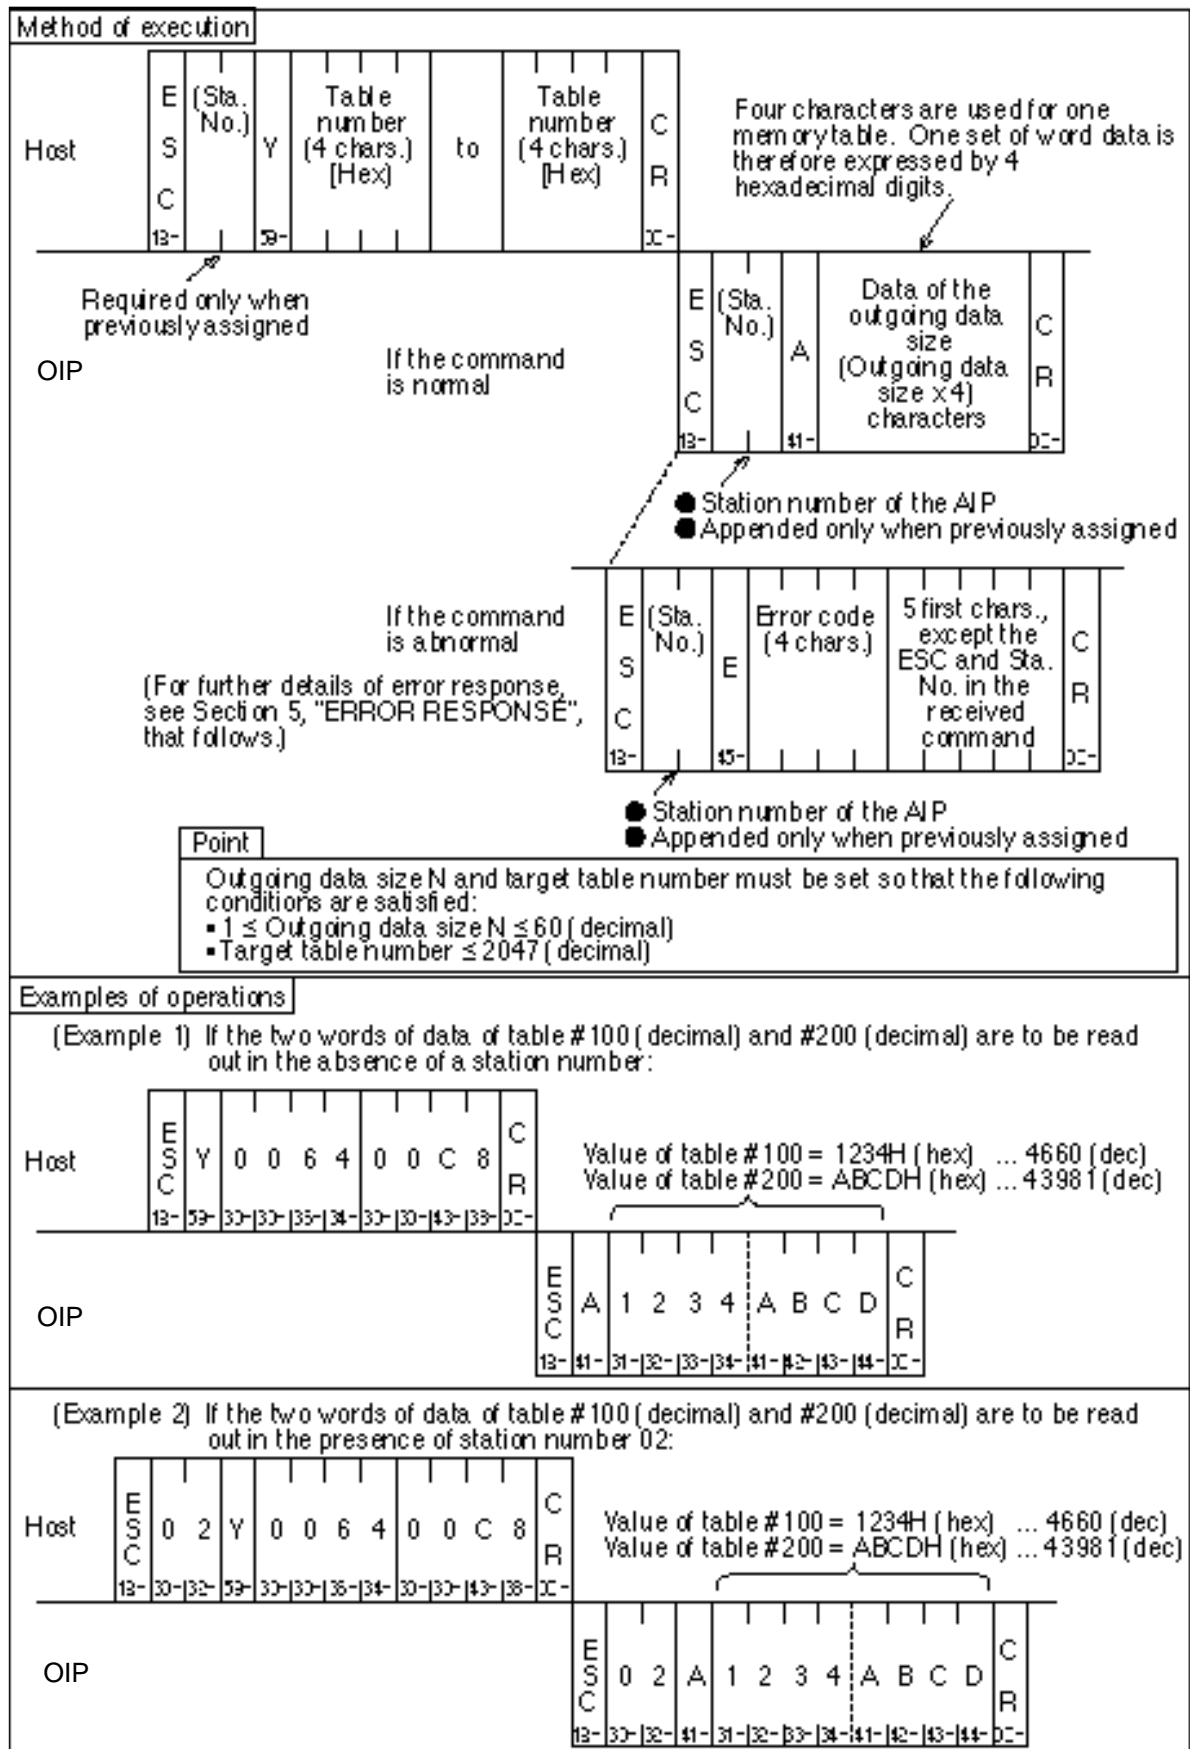 Method of execution
Host
E S C
(Sta. No.)
Y
Table number (4 chars.) [Hex]
to
Table number (4 chars.) [Hex]
C R
Four characters are used for one
memory table. One set of word data is
therefore expressed by 4
hexadecimal digits.
Required only when
previously assigned
OIP
If the command
is normal
E S C
(Sta. No.)
A
Data of the
outgoing data
size
(Outgoing data
size x 4)
characters
C R
41-
● Station number of the AIP
● Appended only when previously assigned
If the command
is abnormal
(For further details of error response,
see Section 5, "ERROR RESPONSE",
that follows.)
E S C
(Sta. No.)
E
Error code
(4 chars.)
5 first chars.,
except the
ESC and Sta.
No. in the
received
command
C R
45-
● Station number of the AIP
● Appended only when previously assigned
Point
Outgoing data size N and target table number must be set so that the following
conditions are satisfied:
▪ 1 ≤ Outgoing data size N ≤ 60 (decimal)
▪ Target table number ≤ 2047 (decimal)
Examples of operations
(Example 1) If the two words of data of table #100 (decimal) and #200 (decimal) are to be read
out in the absence of a station number:
Host
ESC Y 0 0 6 4 0 0 C 8 CR
Value of table #100 = 1234H (hex) ... 4660 (dec)
Value of table #200 = ABCDH (hex) ... 43981 (dec)
OIP
ESC A 1 2 3 4 A B C D CR
(Example 2) If the two words of data of table #100 (decimal) and #200 (decimal) are to be read
out in the presence of station number 02:
Host
ESC 0 2 Y 0 0 6 4 0 0 C 8 CR
Value of table #100 = 1234H (hex) ... 4660 (dec)
Value of table #200 = ABCDH (hex) ... 43981 (dec)
OIP
ESC 0 2 A 1 2 3 4 A B C D CR